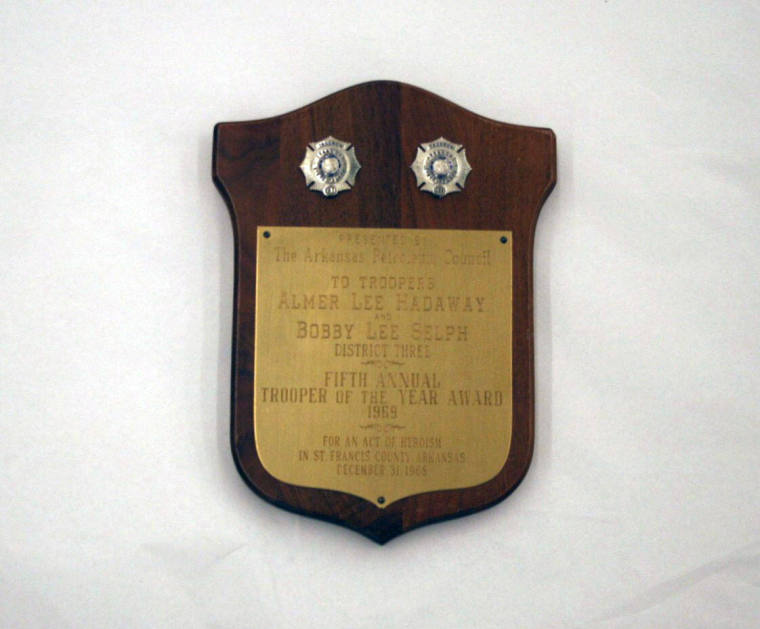 PRESENTED BY
The Arkansas Petroleum Council
TO TROOPERS
ALMER LEE HADAWAY
AND
BOBBY LEE SELPH
DISTRICT THREE
FIFTH ANNUAL
TROOPER OF THE YEAR AWARD
1969
FOR AN ACT OF HEROISM
IN ST. FRANCIS COUNTY, ARKANSAS
DECEMBER 31, 1968